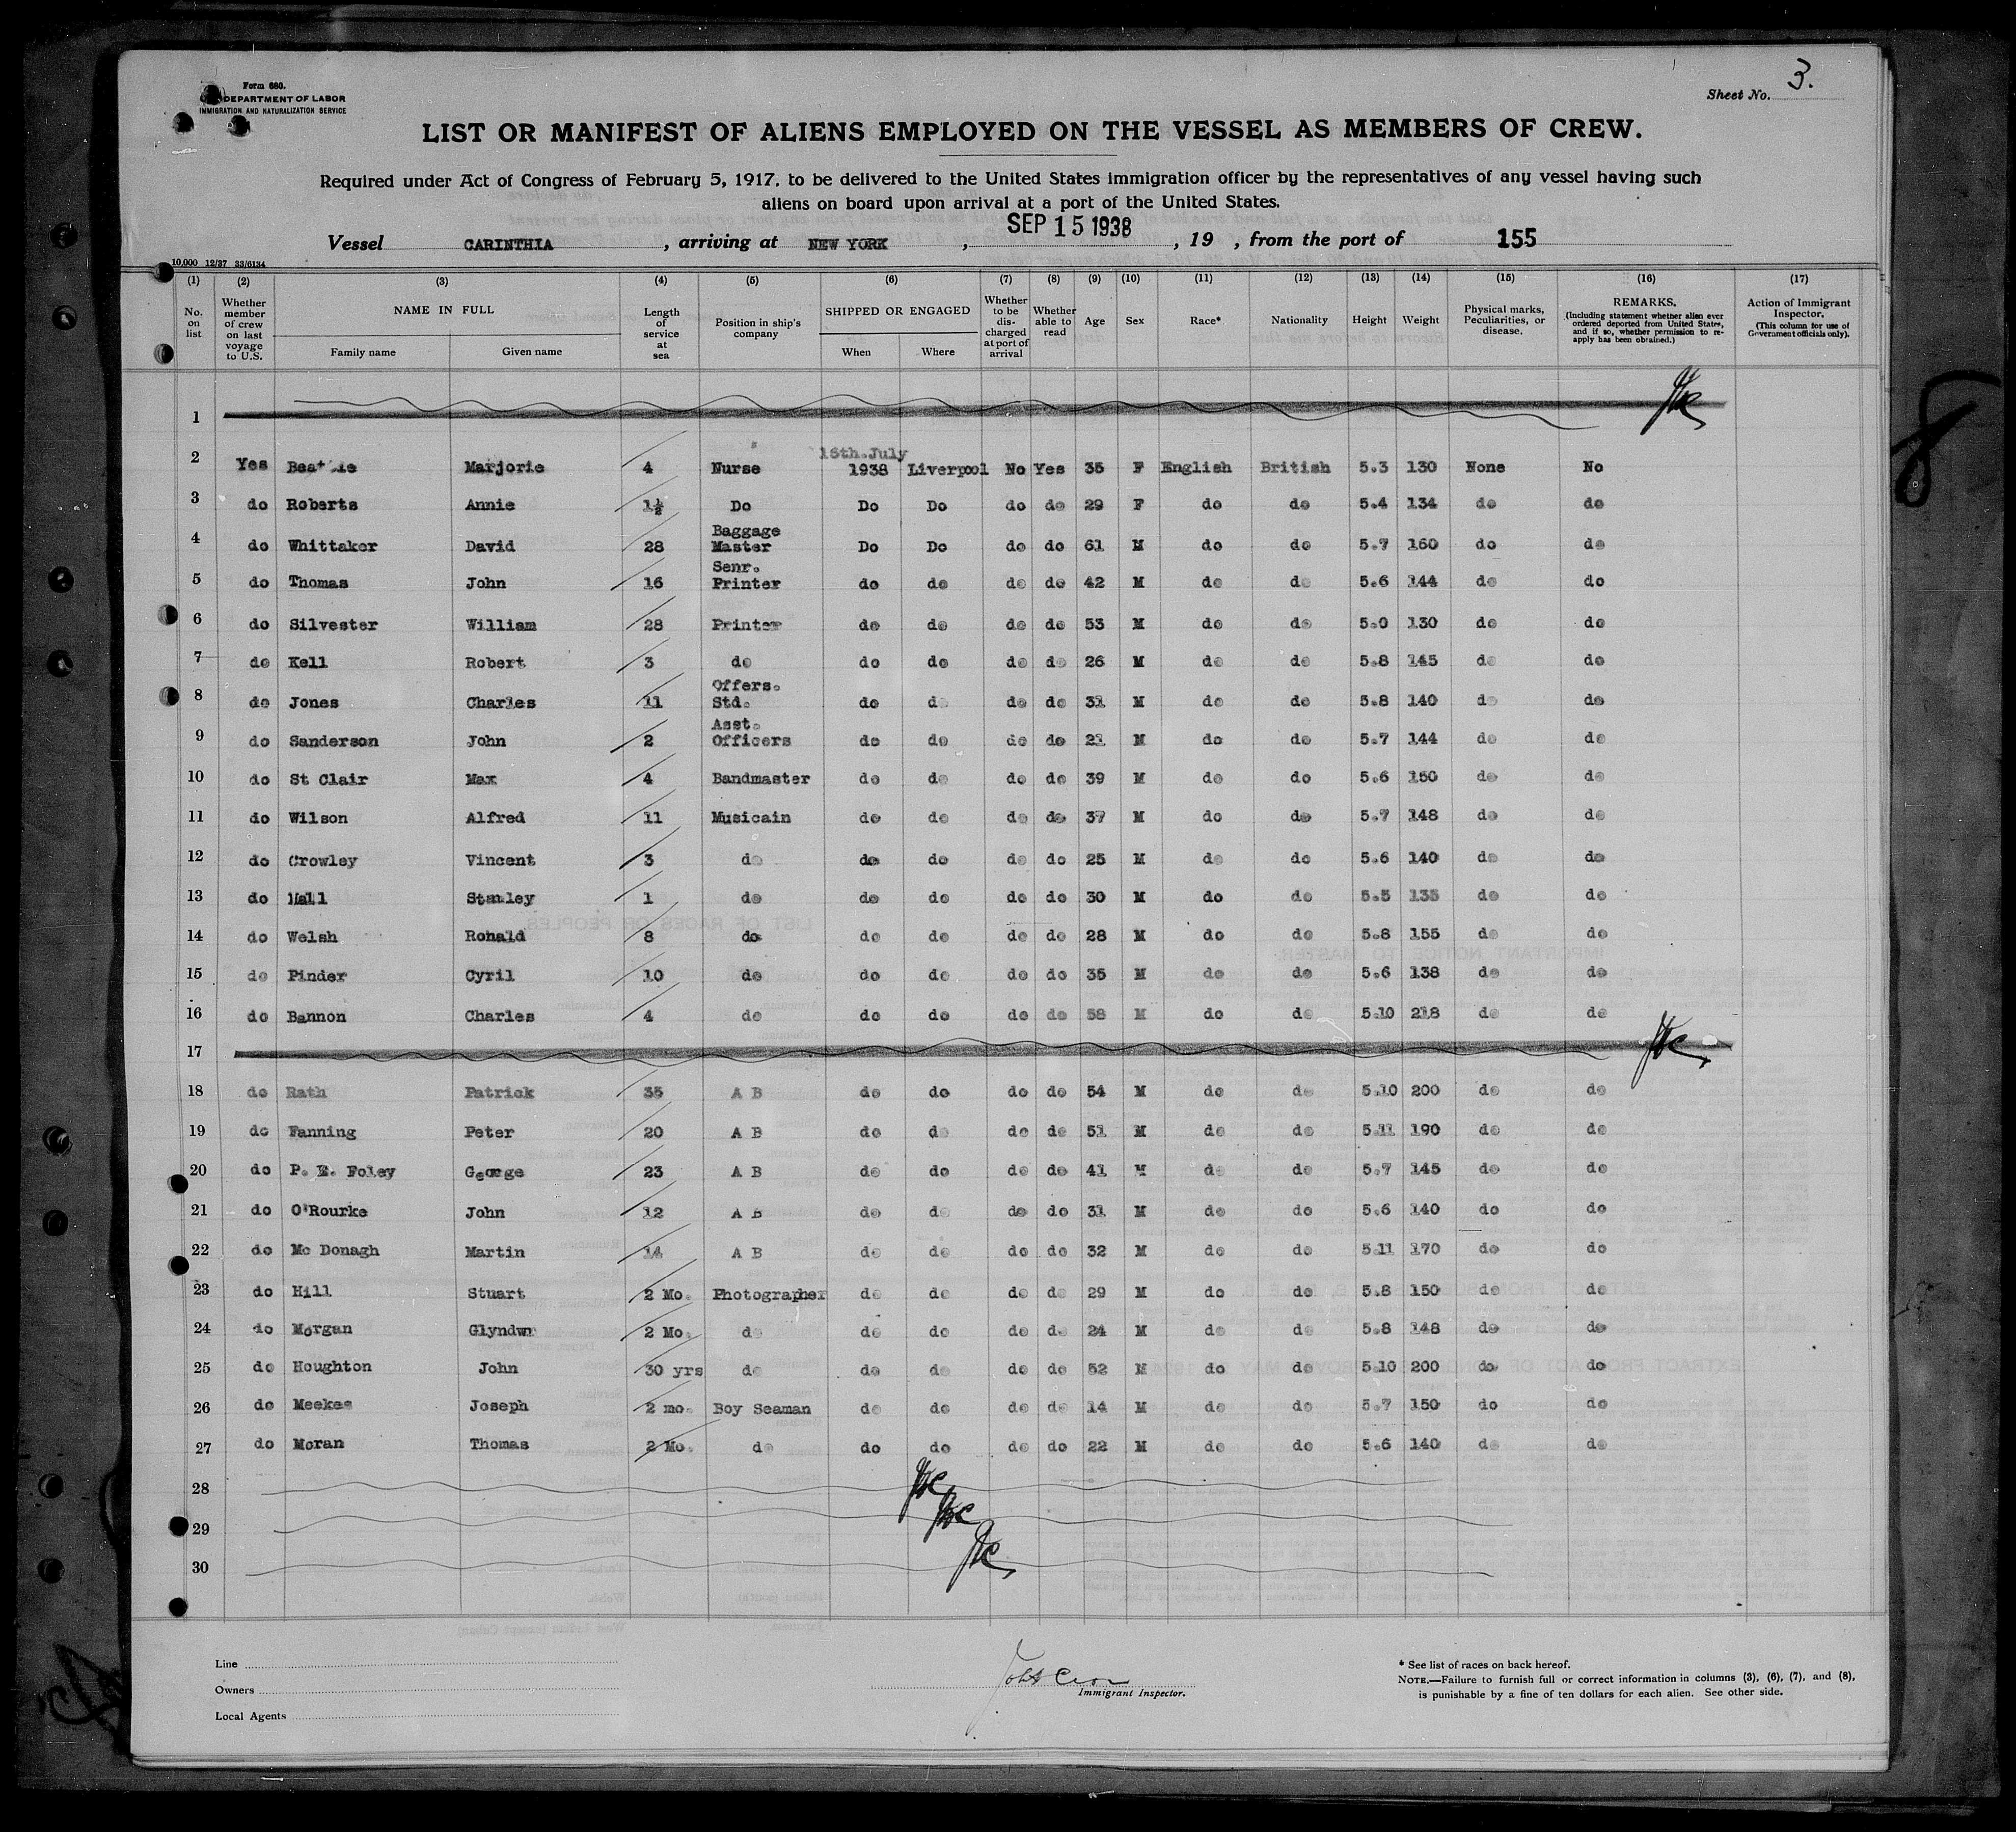 Form 680.
DEPARTMENT OF LABOR
IMMIGRATION AND NATURALIZATION SERVICE
Sheet No. 3.
LIST OR MANIFEST OF ALIENS EMPLOYED ON THE VESSEL AS MEMBERS OF CREW.
Required under Act of Congress of February 5, 1917, to be delivered to the United States immigration officer by the representatives of any vessel having such
aliens on board upon arrival at a port of the United States.
Vessel CARINTHIA, arriving at NEW YORK, SEP 15 1938, 19 , from the port of 155
10,000 12/37 33/6134
(1) (2) (3) (4) (5) (6) (7) (8) (9) (10) (11) (12) (13) (14) (15) (16) (17)
No. on list
Whether member of crew on last voyage to U.S.
NAME IN FULL
Family name Given name
Length of service at sea
Position in ship's company
SHIPPED OR ENGAGED
When Where
Whether to be dis-charged at port of arrival
Whether able to read
Age
Sex
Race*
Nationality
Height
Weight
Physical marks, Peculiarities, or disease.
REMARKS.
(Including statement whether alien ever ordered deported from United States, and if so, whether permission to re-apply has been obtained.)
Action of Immigrant Inspector.
(This column for use of Government officials only).
1
2 Yes Marjorie 4 Nurse 16th.July 1938 Liverpool No Yes 35 F English British 5.3 130 None No
3 do Roberts Annie 1½ Do Do Do do do 29 F do do 5.4 134 do do
4 do Whittaker David 28 Baggage Master Do Do do do 61 M do do 5.7 160 do do
5 do Thomas John 16 Senr. Printer do do do do 42 M do do 5.6 144 do do
6 do Silvester William 28 Printer do do do do 53 M do do 5.0 130 do do
7 do Kell Robert 3 do do do do do 26 M do do 5.8 145 do do
8 do Jones Charles 11 Offers. Std. do do do do 31 M do do 5.8 140 do do
9 do Sanderson John 2 Asst. Officers do do do do 21 M do do 5.7 144 do do
10 do St Clair Max 4 Bandmaster do do do do 39 M do do 5.6 150 do do
11 do Wilson Alfred 11 Musicain do do do do 37 M do do 5.7 148 do do
12 do Crowley Vincent 3 do do do do do 25 M do do 5.6 140 do do
13 do Stanley 1 do do do do do 30 M do do 5.5 135 do do
14 do Welsh Ronald 8 do do do do do 28 M do do 5.8 155 do do
15 do Pinder Cyril 10 do do do do do 35 M do do 5.6 138 do do
16 do Bannon Charles 4 do do do do do 58 M do do 5.10 218 do do
17
18 do Rath Patrick 35 A B do do do do 54 M do do 5.10 200 do do
19 do Fanning Peter 20 A B do do do do 51 M do do 5.11 190 do do
20 do P. E. Foley George 23 A B do do do do 41 M do do 5.7 145 do do
21 do O'Rourke John 12 A B do do do do 31 M do do 5.6 140 do do
22 do Mc Donagh Martin 14 A B do do do do 32 M do do 5.11 170 do do
23 do Hill Stuart 2 Mo. Photographer do do do do 29 M do do 5.8 150 do do
24 do Morgan Glyndwr 2 Mo. do do do do do 24 M do do 5.8 148 do do
25 do Houghton John 30 yrs do do do do do 52 M do do 5.10 200 do do
26 do Meekes Joseph 2 mo. Boy Seaman do do do do 14 M do do 5.7 150 do do
27 do Moran Thomas 2 Mo. do do do do do 22 M do do 5.6 140 do do
28
29
30
Line
Owners
Local Agents
Immigrant Inspector.
* See list of races on back hereof.
NOTE.—Failure to furnish full or correct information in columns (3), (6), (7), and (8),
is punishable by a fine of ten dollars for each alien. See other side.
8